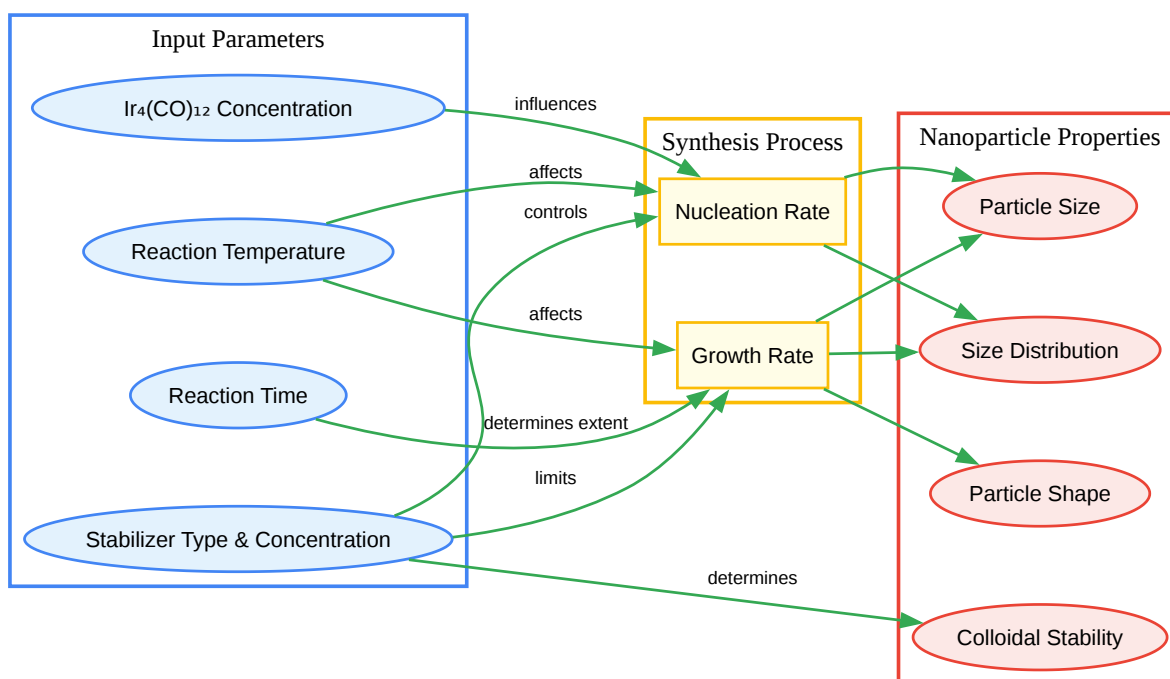 Input Parameters
Ir₄(CO)₁₂ Concentration
Reaction Temperature
Reaction Time
Stabilizer Type & Concentration
influences
affects
controls
affects
determines extent
limits
determines
Synthesis Process
Nucleation Rate
Growth Rate
Nanoparticle Properties
Particle Size
Size Distribution
Particle Shape
Colloidal Stability